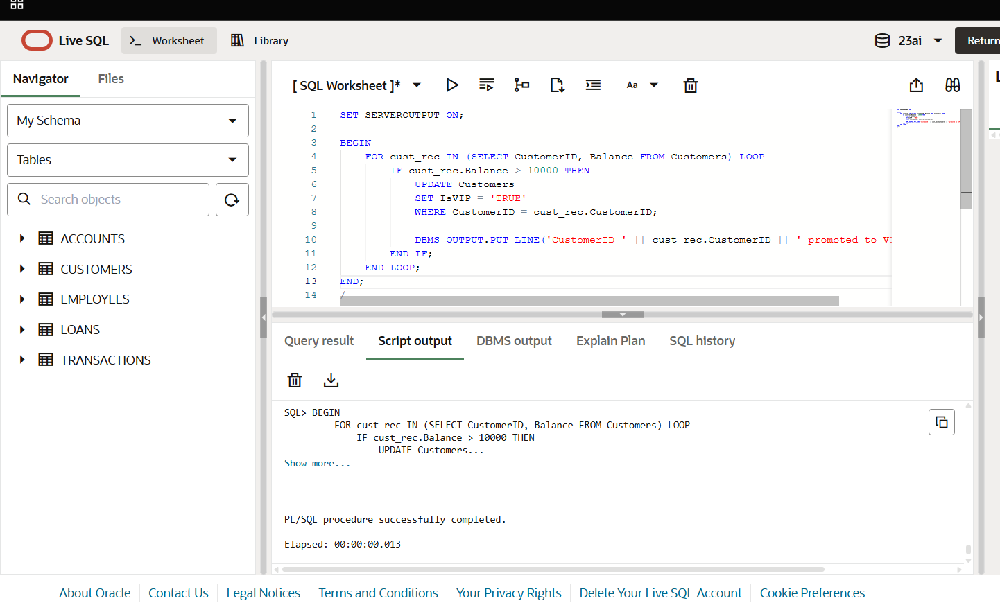 Live SQL
Worksheet
Library
23ai
Return
Navigator
Files
My Schema
Tables
Search objects
ACCOUNTS
CUSTOMERS
EMPLOYEES
LOANS
TRANSACTIONS
[ SQL Worksheet ]*
Aa
1 SET SERVEROUTPUT ON;
2
3 BEGIN
4 FOR cust_rec IN (SELECT CustomerID, Balance FROM Customers) LOOP
5 IF cust_rec.Balance > 10000 THEN
6 UPDATE Customers
7 SET IsVIP = 'TRUE'
8 WHERE CustomerID = cust_rec.CustomerID;
9
10 DBMS_OUTPUT.PUT_LINE('CustomerID ' || cust_rec.CustomerID || ' promoted to V
11 END IF;
12 END LOOP;
13 END;
14 /
Query result
Script output
DBMS output
Explain Plan
SQL history
SQL> BEGIN
FOR cust_rec IN (SELECT CustomerID, Balance FROM Customers) LOOP
IF cust_rec.Balance > 10000 THEN
UPDATE Customers...
Show more...
PL/SQL procedure successfully completed.
Elapsed: 00:00:00.013
About Oracle
Contact Us
Legal Notices
Terms and Conditions
Your Privacy Rights
Delete Your Live SQL Account
Cookie Preferences